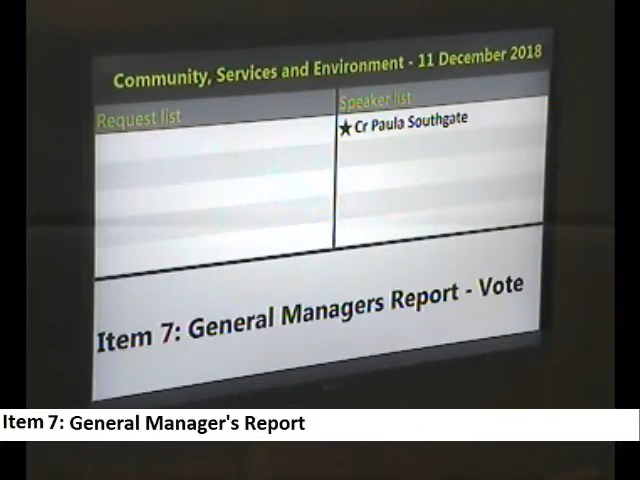 Community, Services and Environment - 11 December 2018
Request list
Speaker list
★ Cr Paula Southgate
Item 7: General Managers Report - Vote
Item 7: General Manager's Report